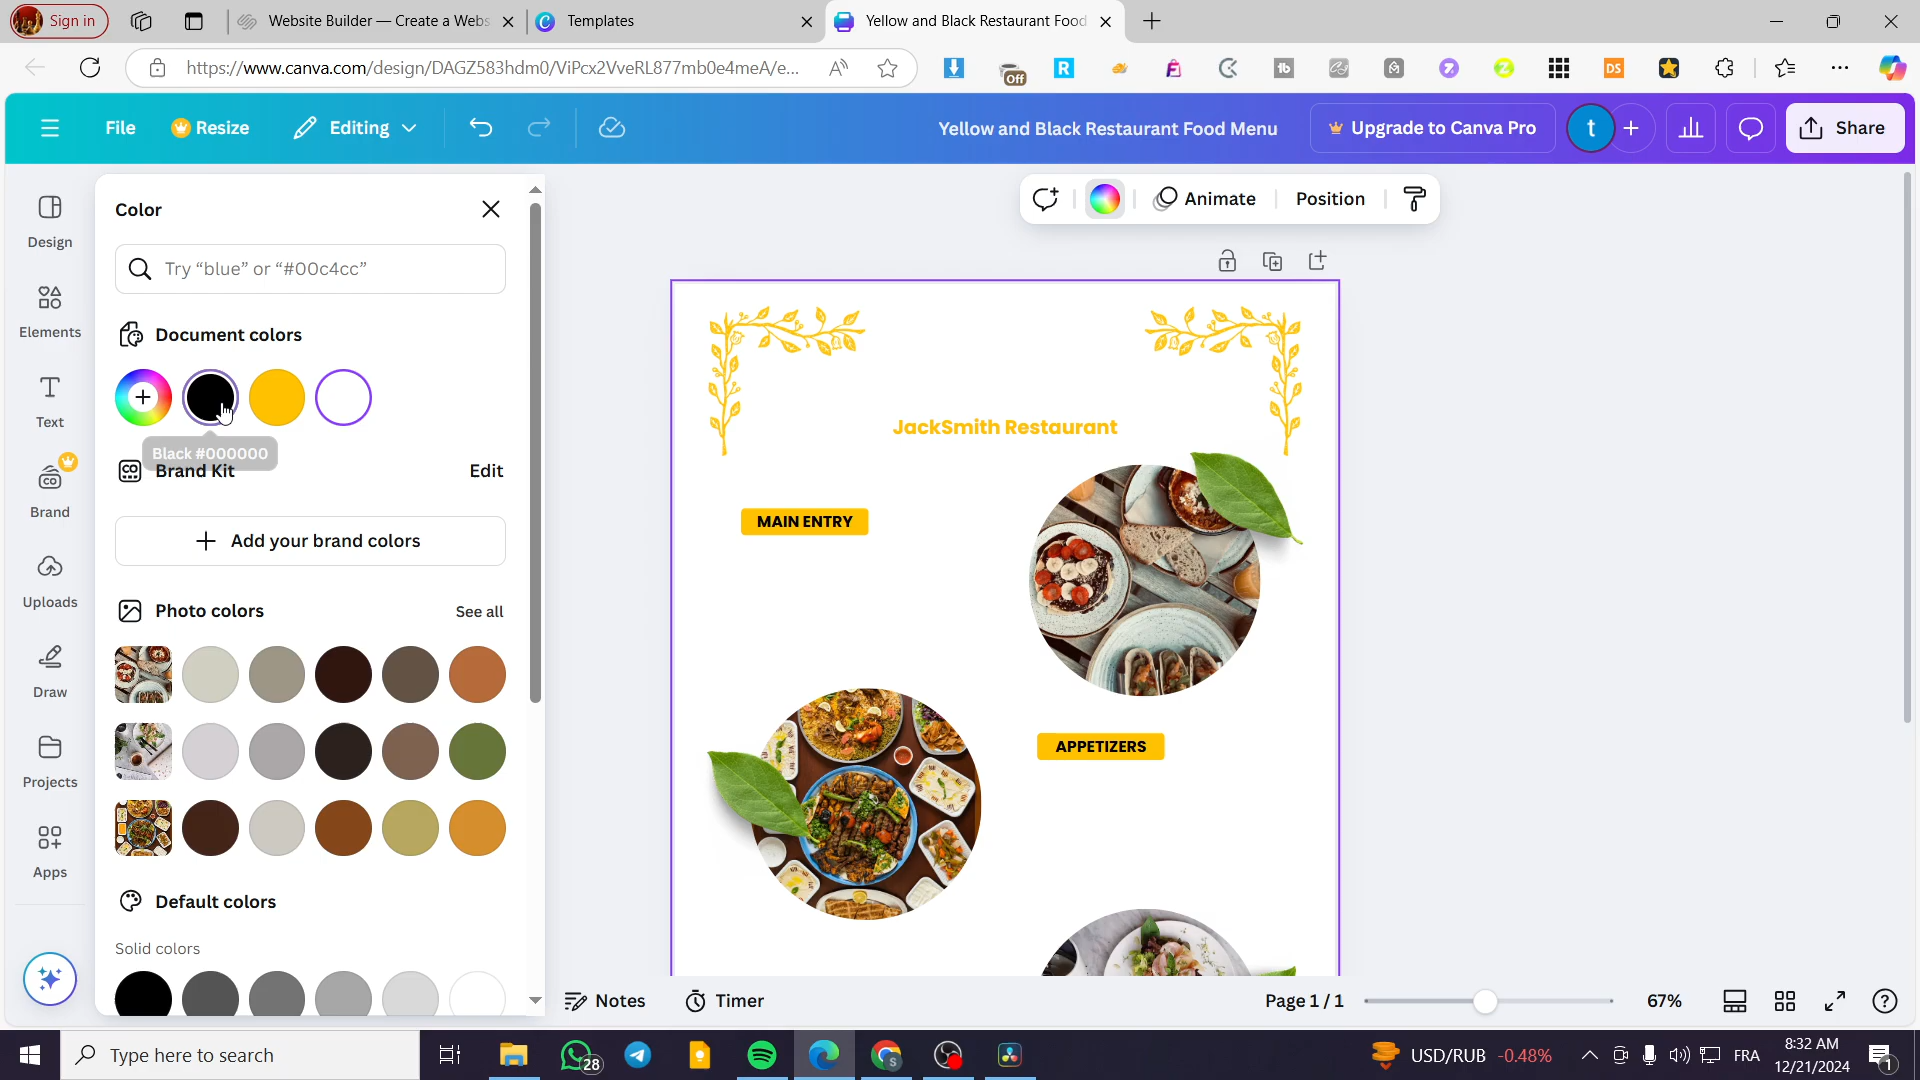 Sign in
Website Builder — Create a Webs
Templates
Yellow and Black Restaurant Food
https://www.canva.com/design/DAGZ583hdm0/ViPcx2VveRL877mb0e4meA/e...
Off
DS
File
Resize
Editing
Yellow and Black Restaurant Food Menu
Upgrade to Canva Pro
t
Share
Design
Elements
Text
Brand
Uploads
Draw
Projects
Apps
Color
Try “blue” or “#00c4cc”
Document colors
Black #000000
Brand Kit
Edit
Add your brand colors
Photo colors
See all
Default colors
Solid colors
Animate
Position
JackSmith Restaurant
MAIN ENTRY
APPETIZERS
Notes
Timer
Page 1 / 1
67%
Type here to search
28
USD/RUB -0.48%
FRA
8:32 AM
12/21/2024
1